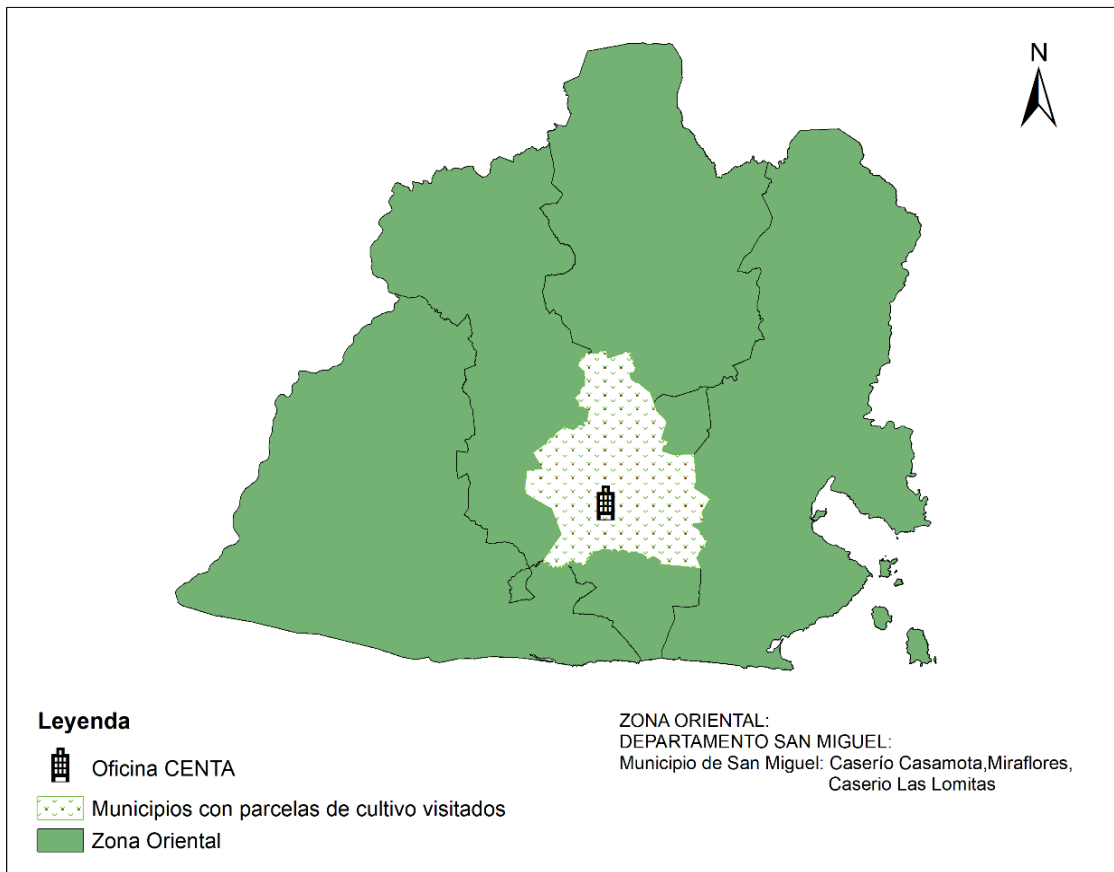 N
Leyenda
Oficina CENTA
Municipios con parcelas de cultivo visitados
Zona Oriental
ZONA ORIENTAL:
DEPARTAMENTO SAN MIGUEL:
Municipio de San Miguel: Caserío Casamota,Miraflores,
Caserio Las Lomitas